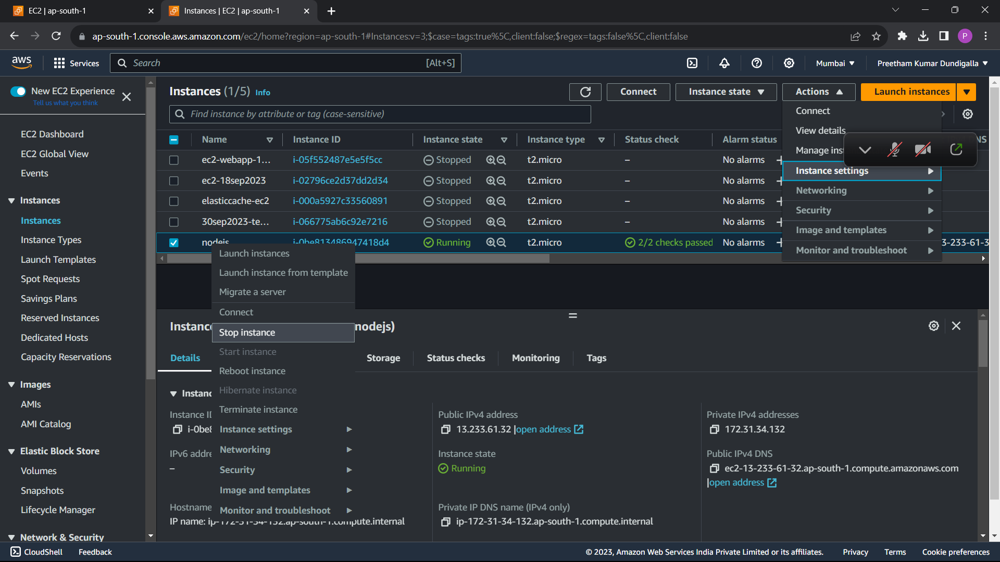 EC2 | ap-south-1
Instances | EC2 | ap-south-1
ap-south-1.console.aws.amazon.com/ec2/home?region=ap-south-1#Instances:v=3;$case=tags:true%5C,client:false;$regex=tags:false%5C,client:false
P
aws
Services
Search
[Alt+S]
Mumbai
Preetham Kumar Dundigalla
New EC2 Experience
Tell us what you think
EC2 Dashboard
EC2 Global View
Events
Instances
Instances
Instance Types
Launch Templates
Spot Requests
Savings Plans
Reserved Instances
Dedicated Hosts
Capacity Reservations
Images
AMIs
AMI Catalog
Elastic Block Store
Volumes
Snapshots
Lifecycle Manager
Network & Security
Instances (1/5) Info
Connect
Instance state
Actions
Launch instances
Find instance by attribute or tag (case-sensitive)
Name Instance ID Instance state Instance type Status check Alarm status NS
ec2-webapp-1... i-05f552487e5e5f5cc Stopped t2.micro – No alarms
ec2-18sep2023 i-02796ce2d37dd2d34 Stopped t2.micro – No alarms
elasticcache-ec2 i-000a5927c33560891 Stopped t2.micro – No alarms
30sep2023-te... i-066775ab6c92e7216 Stopped t2.micro – No alarms
nodejs i-0be813486947418d4 Running t2.micro 2/2 checks passed No alarms 3-233-61-3
Connect
View details
Manage inst
Instance settings
Networking
Security
Image and templates
Monitor and troubleshoot
Launch instances
Launch instance from template
Migrate a server
Connect
Stop instance
Start instance
Reboot instance
Hibernate instance
Terminate instance
Instance settings
Networking
Security
Image and templates
Monitor and troubleshoot
Instanc nodejs)
Details
Storage
Status checks
Monitoring
Tags
Instanc
Instance ID
i-0be8
Public IPv4 address
13.233.61.32 |open address
Private IPv4 addresses
172.31.34.132
IPv6 addre
–
Instance state
Running
Public IPv4 DNS
ec2-13-233-61-32.ap-south-1.compute.amazonaws.com
|open address
Hostname
IP name: ip-172-31-34-132.ap-south-1.compute.internal
Private IP DNS name (IPv4 only)
ip-172-31-34-132.ap-south-1.compute.internal
CloudShell
Feedback
© 2023, Amazon Web Services India Private Limited or its affiliates.
Privacy
Terms
Cookie preferences